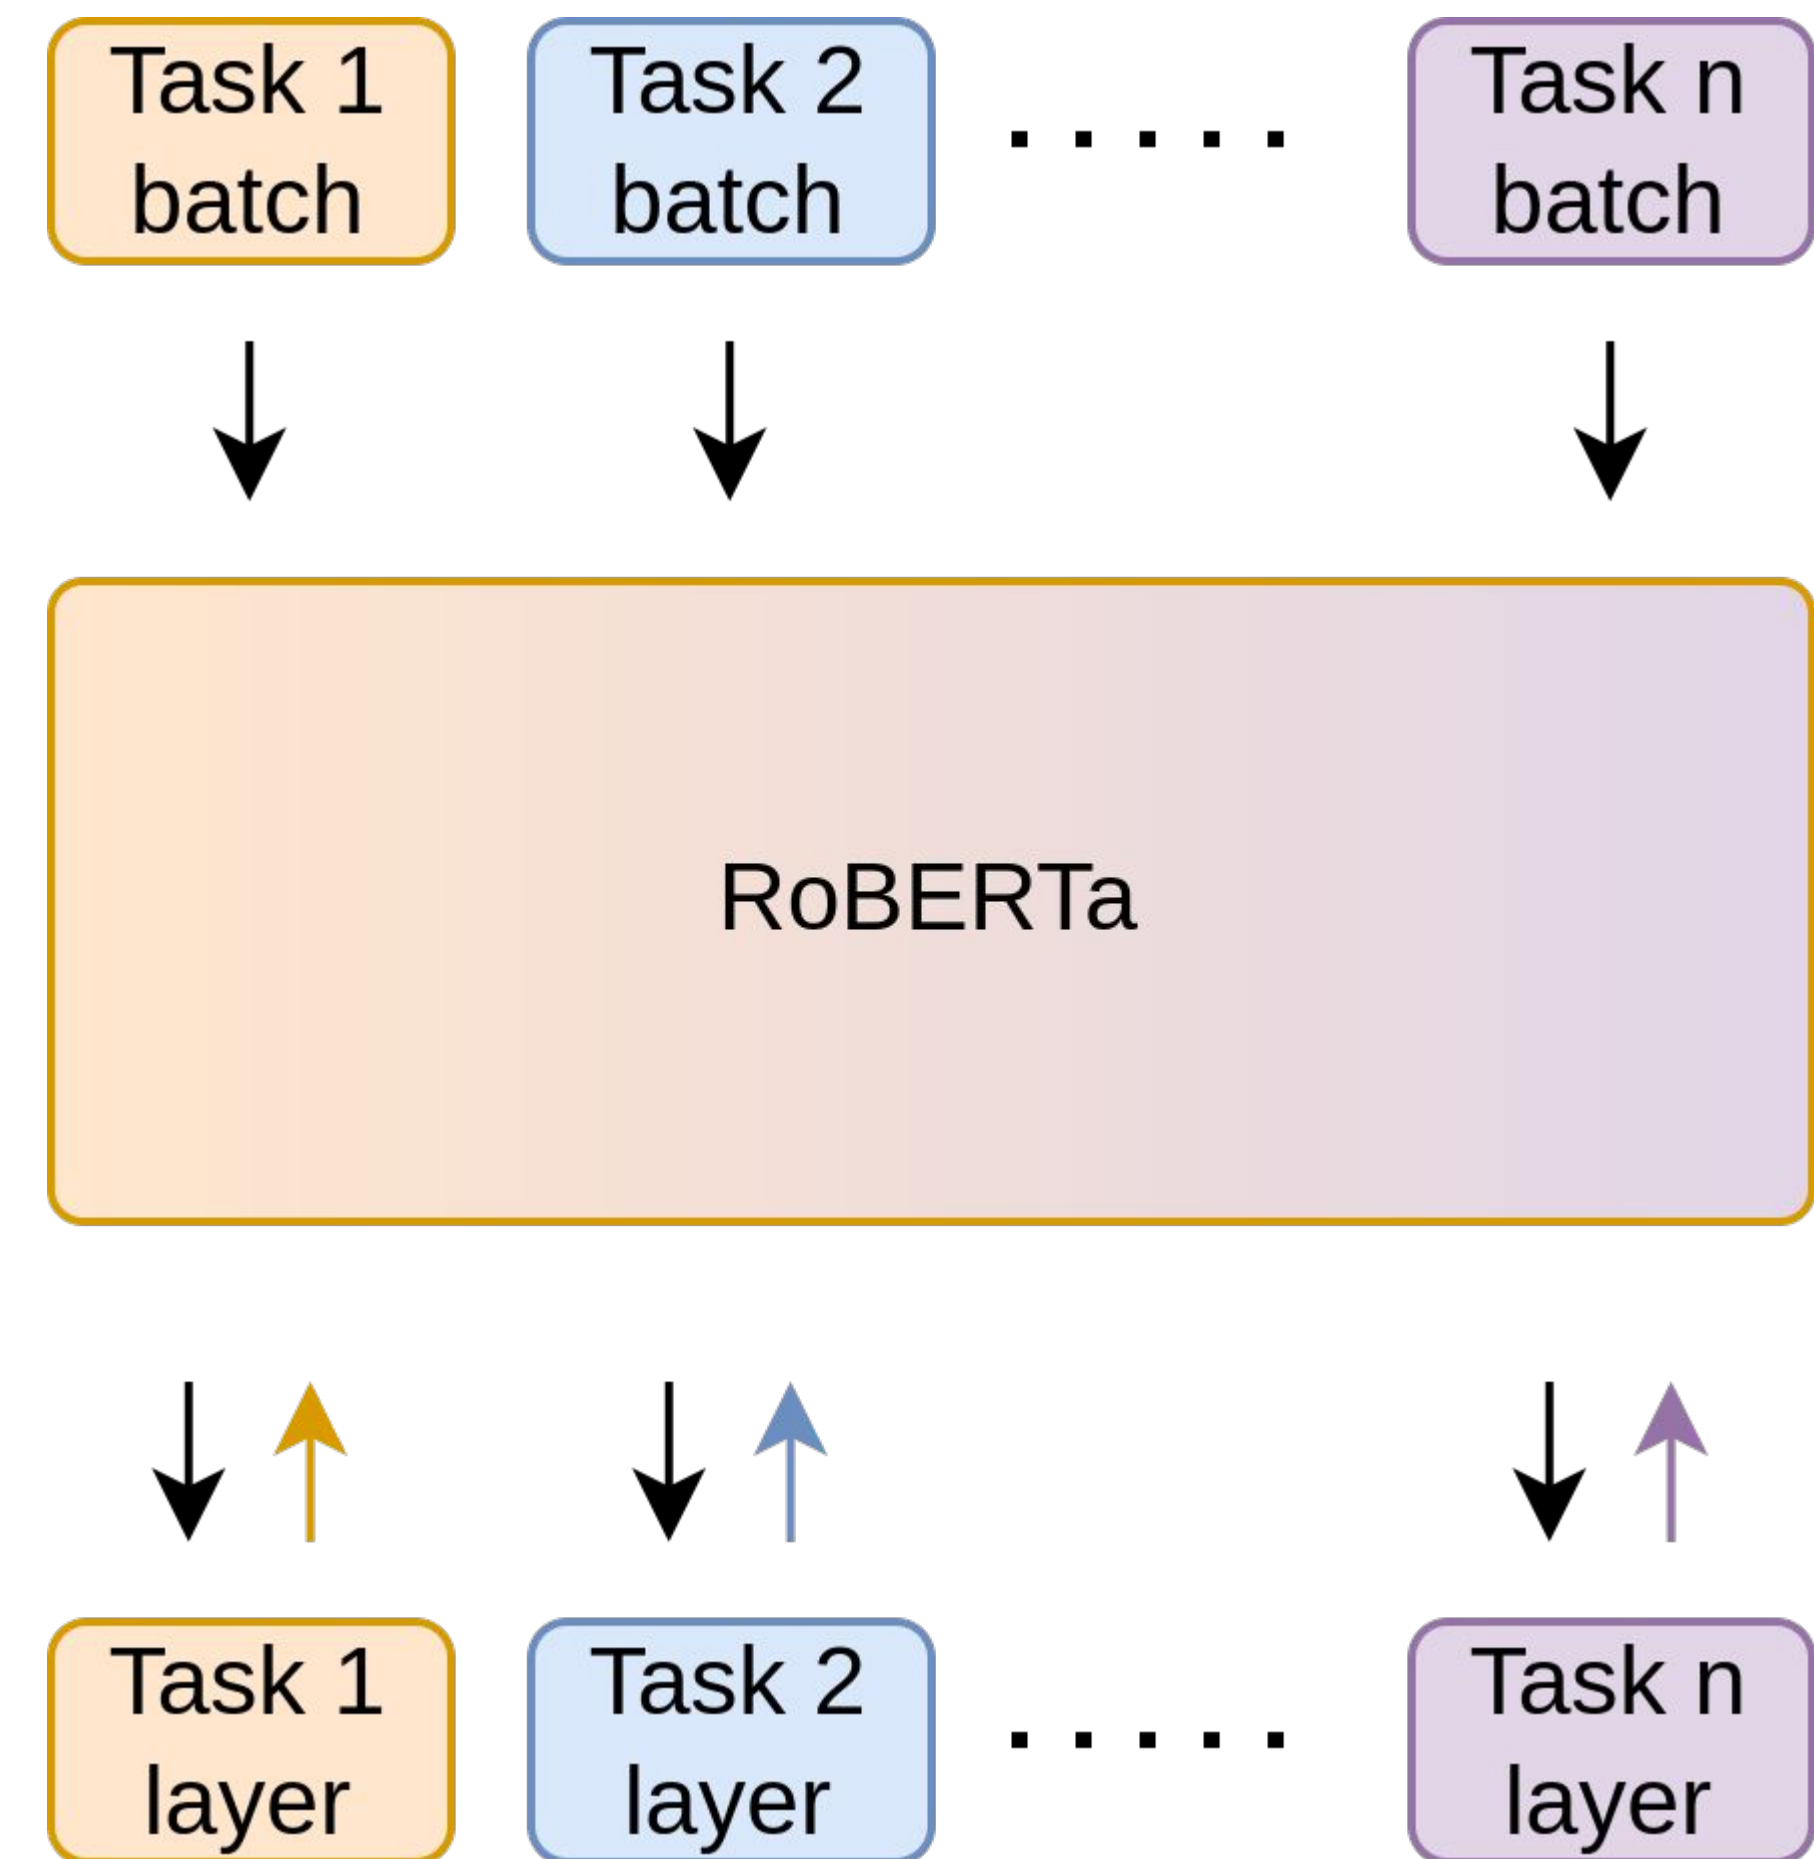 Task 1
batch
Task 2
batch
Task n
batch
RoBERTa
Task 1
layer
Task 2
layer
Task n
layer